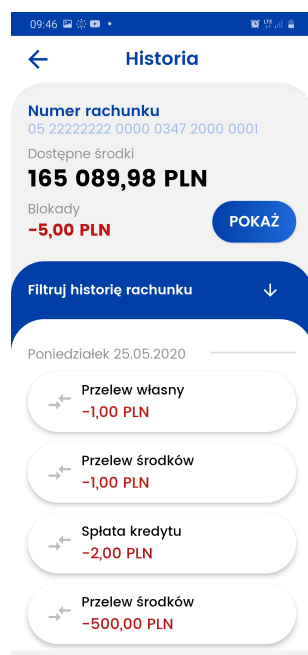 09:46 LTE
Historia
Numer rachunku
05 22222222 0000 0347 2000 0001
Dostępne środki
165 089,98 PLN
Blokady
-5,00 PLN
POKAŻ
Filtruj historię rachunku
Poniedziałek 25.05.2020
Przelew własny
-1,00 PLN
Przelew środków
-1,00 PLN
Spłata kredytu
-2,00 PLN
Przelew środków
-500,00 PLN